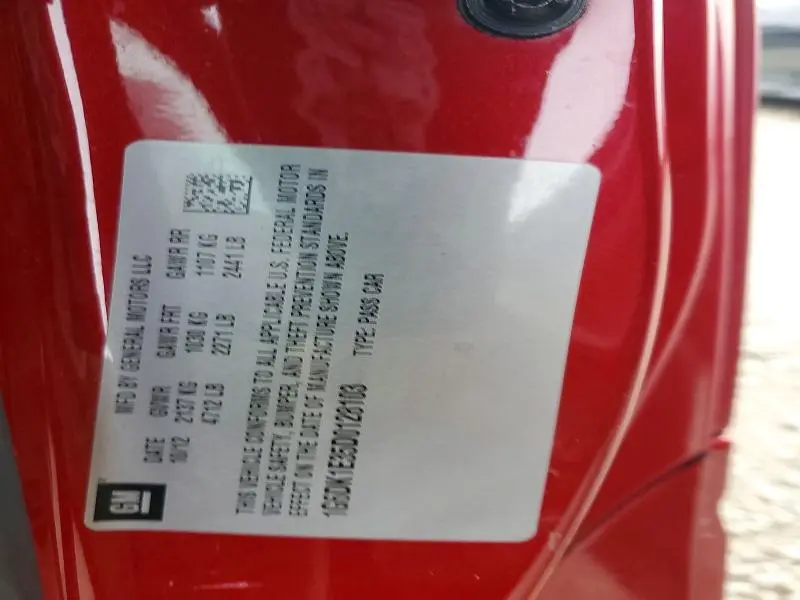 GM
MFD BY GENERAL MOTORS LLC
DATE GVWR GAWR FRT GAWR RR
10/12 2137 KG 1030 KG 1107 KG
4712 LB 2271 LB 2441 LB
THIS VEHICLE CONFORMS TO ALL APPLICABLE U.S. FEDERAL MOTOR
VEHICLE SAFETY, BUMPER, AND THEFT PREVENTION STANDARDS IN
EFFECT ON THE DATE OF MANUFACTURE SHOWN ABOVE.
1G6DK1E35D0128103 TYPE: PASS CAR